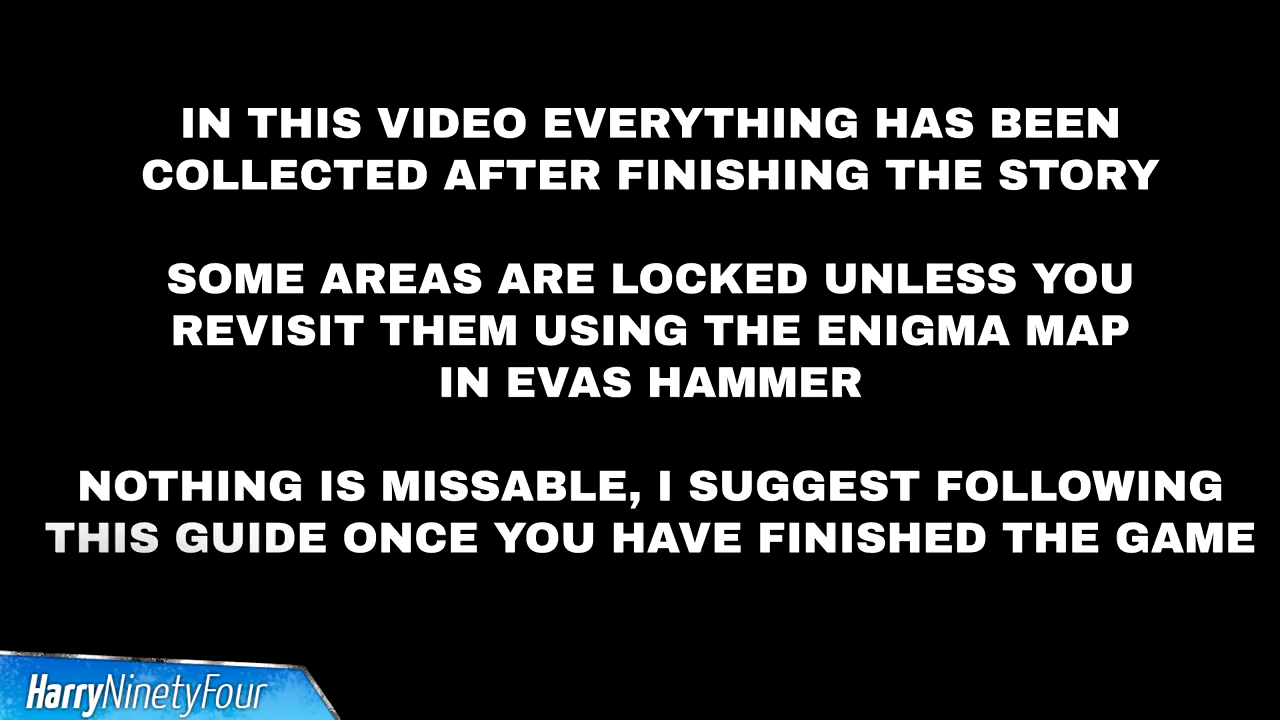 IN THIS VIDEO EVERYTHING HAS BEEN
COLLECTED AFTER FINISHING THE STORY
SOME AREAS ARE LOCKED UNLESS YOU
REVISIT THEM USING THE ENIGMA MAP
IN EVAS HAMMER
NOTHING IS MISSABLE, I SUGGEST FOLLOWING
THIS GUIDE ONCE YOU HAVE FINISHED THE GAME
HarryNinetyFour